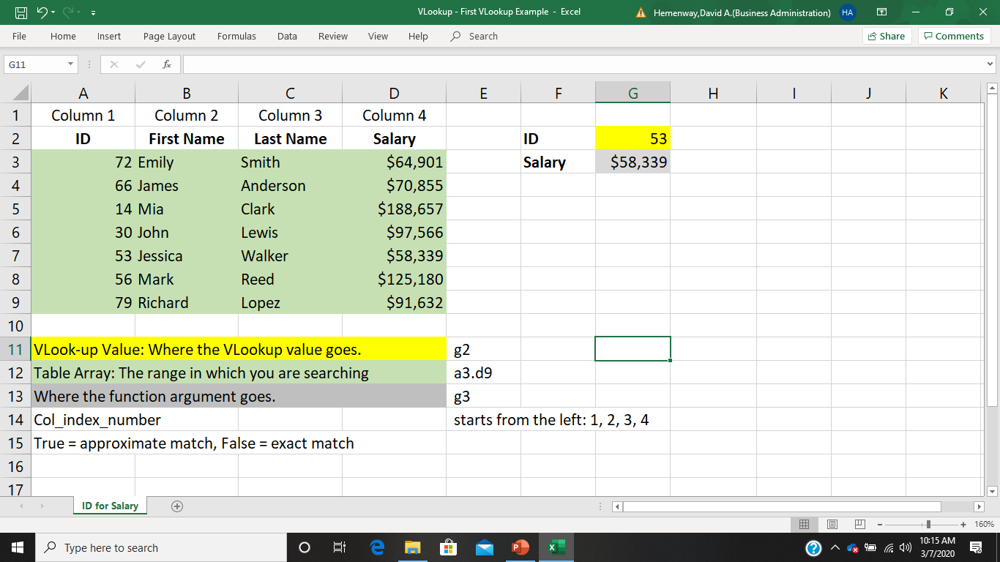 VLookup - First VLookup Example - Excel
Hemenway,David A.(Business Administration) HA
File Home Insert Page Layout Formulas Data Review View Help Search Share Comments
G11 fx
A B C D E F G H I J K
1 Column 1 Column 2 Column 3 Column 4
2 ID First Name Last Name Salary ID 53
3 72 Emily Smith $64,901 Salary $58,339
4 66 James Anderson $70,855
5 14 Mia Clark $188,657
6 30 John Lewis $97,566
7 53 Jessica Walker $58,339
8 56 Mark Reed $125,180
9 79 Richard Lopez $91,632
10
11 VLook-up Value: Where the VLookup value goes. g2
12 Table Array: The range in which you are searching a3.d9
13 Where the function argument goes. g3
14 Col_index_number starts from the left: 1, 2, 3, 4
15 True = approximate match, False = exact match
16
17
ID for Salary
160%
Type here to search
10:15 AM
3/7/2020